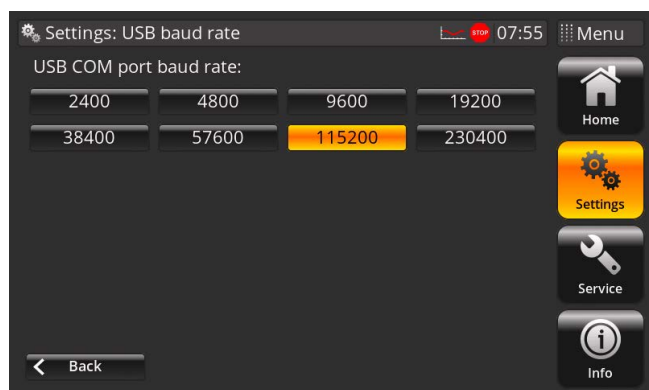 Settings: USB baud rate
STOP 07:55
Menu
USB COM port baud rate:
2400 4800 9600 19200
38400 57600 115200 230400
Home
Settings
Service
Info
Back